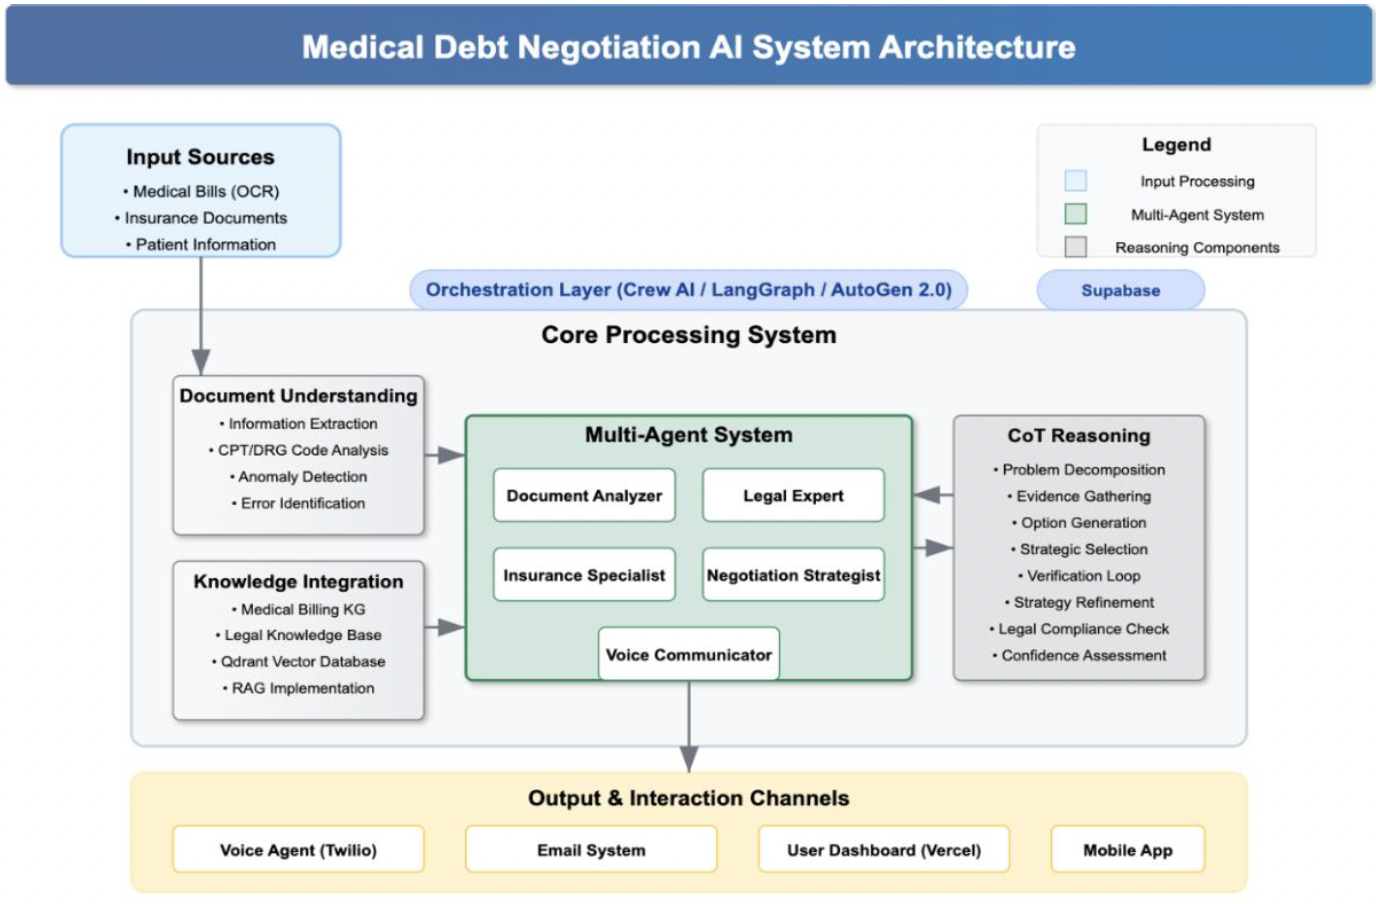 Medical Debt Negotiation AI System Architecture
Input Sources
• Medical Bills (OCR)
• Insurance Documents
• Patient Information
Legend
Input Processing
Multi-Agent System
Reasoning Components
Orchestration Layer (Crew AI / LangGraph / AutoGen 2.0)
Supabase
Core Processing System
Document Understanding
• Information Extraction
• CPT/DRG Code Analysis
• Anomaly Detection
• Error Identification
Knowledge Integration
• Medical Billing KG
• Legal Knowledge Base
• Qdrant Vector Database
• RAG Implementation
Multi-Agent System
Document Analyzer
Legal Expert
Insurance Specialist
Negotiation Strategist
Voice Communicator
CoT Reasoning
• Problem Decomposition
• Evidence Gathering
• Option Generation
• Strategic Selection
• Verification Loop
• Strategy Refinement
• Legal Compliance Check
• Confidence Assessment
Output & Interaction Channels
Voice Agent (Twilio)
Email System
User Dashboard (Vercel)
Mobile App